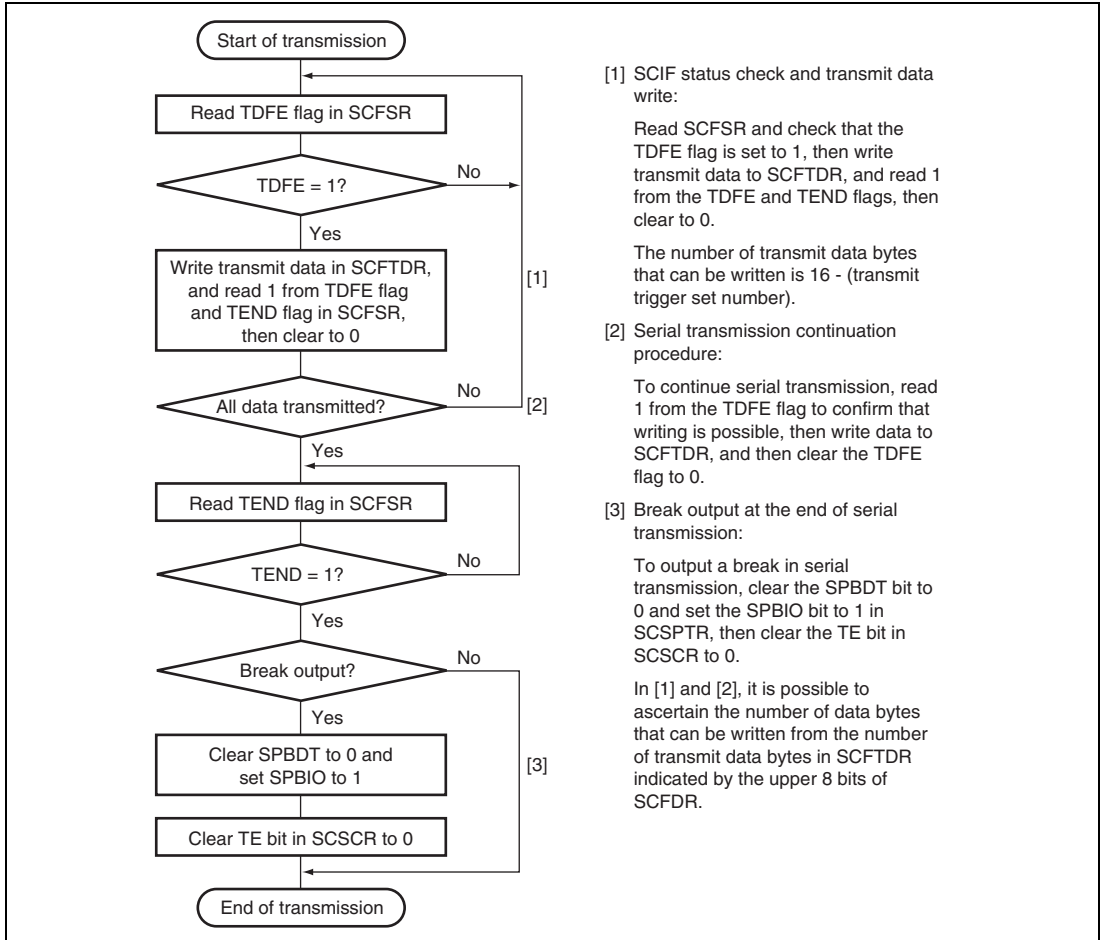 Start of transmission
Read TDFE flag in SCFSR
TDFE = 1?
No
Yes
Write transmit data in SCFTDR,
and read 1 from TDFE flag
and TEND flag in SCFSR,
then clear to 0
[1]
All data transmitted?
No
[2]
Yes
Read TEND flag in SCFSR
TEND = 1?
No
Yes
Break output?
No
Yes
Clear SPBDT to 0 and
set SPBIO to 1
[3]
Clear TE bit in SCSCR to 0
End of transmission
[1] SCIF status check and transmit data
write:
Read SCFSR and check that the
TDFE flag is set to 1, then write
transmit data to SCFTDR, and read 1
from the TDFE and TEND flags, then
clear to 0.
The number of transmit data bytes
that can be written is 16 - (transmit
trigger set number).
[2] Serial transmission continuation
procedure:
To continue serial transmission, read
1 from the TDFE flag to confirm that
writing is possible, then write data to
SCFTDR, and then clear the TDFE
flag to 0.
[3] Break output at the end of serial
transmission:
To output a break in serial
transmission, clear the SPBDT bit to
0 and set the SPBIO bit to 1 in
SCSPTR, then clear the TE bit in
SCSCR to 0.
In [1] and [2], it is possible to
ascertain the number of data bytes
that can be written from the number
of transmit data bytes in SCFTDR
indicated by the upper 8 bits of
SCFDR.